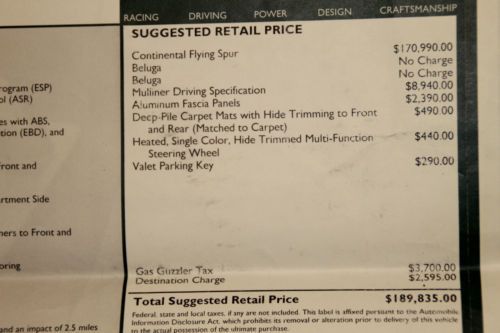 RACING DRIVING POWER DESIGN CRAFTSMANSHIP
SUGGESTED RETAIL PRICE
Continental Flying Spur $170,990.00
Beluga No Charge
Beluga No Charge
Mulliner Driving Specification $8,940.00
Aluminum Fascia Panels $2,390.00
Deep-Pile Carpet Mats with Hide Trimming to Front $490.00
and Rear (Matched to Carpet)
Heated, Single Color, Hide Trimmed Multi-Function $440.00
Steering Wheel
Valet Parking Key $290.00
Gas Guzzler Tax $3,700.00
Destination Charge $2,595.00
Total Suggested Retail Price $189,835.00
Federal, state and local taxes, if any are not included. This label is affixed pursuant to the Automobile
Information Disclosure Act, which prohibits its removal or alteration prior to delivery of this vehicle
to the actual possession of the ultimate purchase.
rogram (ESP)
ol (ASR)
es with ABS,
tion (EBD), and
Front and
artment Side
ners to Front and
oring
and an impact of 2.5 miles